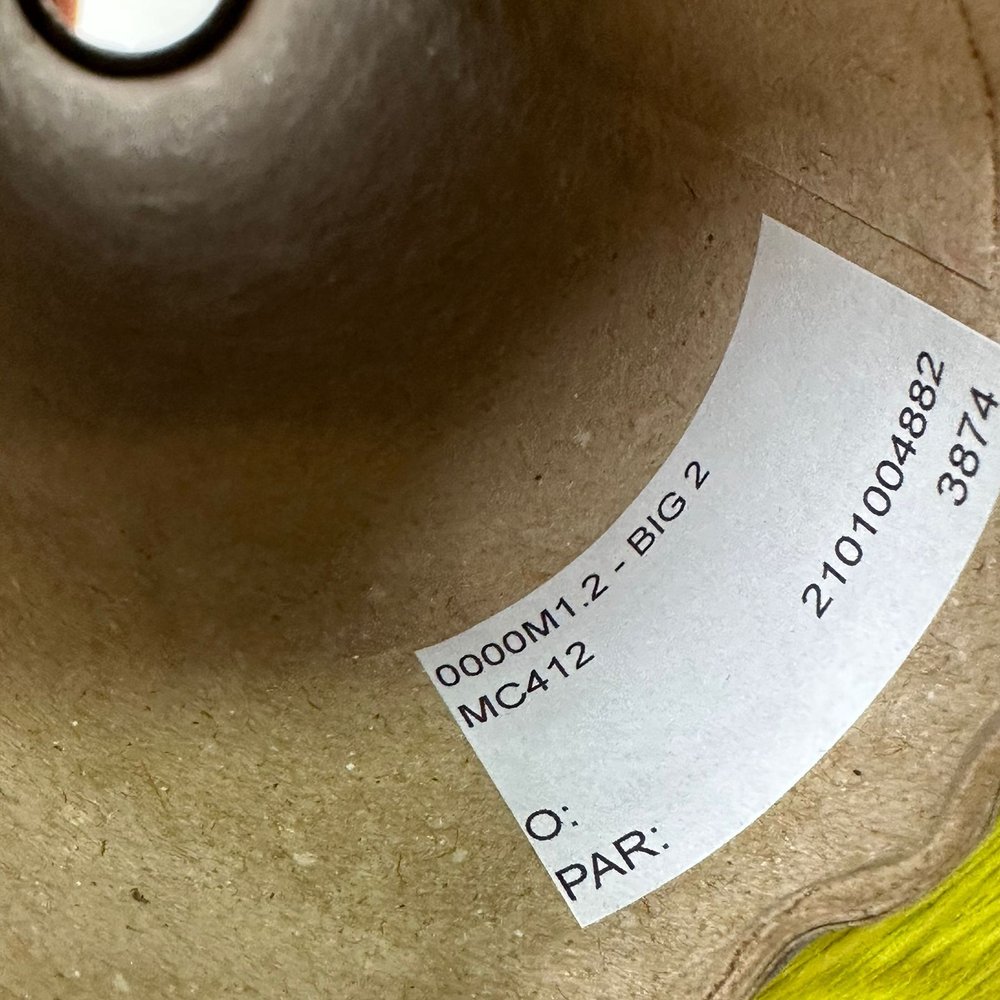 0000M1.2 - BIG 2
MC412
2101004882
O:
3874
PAR: